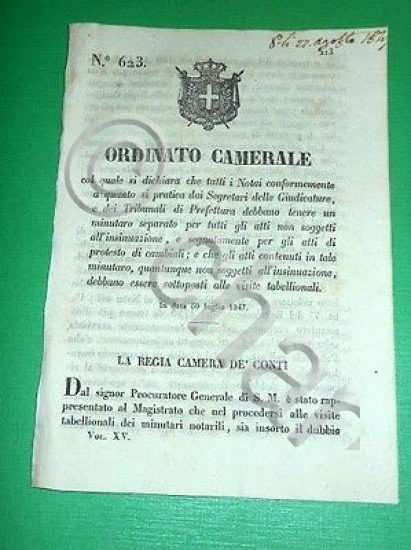 8. li 22. agosto 1847
N.° 623.
213
ORDINATO CAMERALE
col quale si dichiara che tutti i Notai conformemente
a quanto si pratica dai Segretari delle Giudicature,
e dei Tribunali di Prefettura debbano tenere un
minutaro separato per tutti gli atti non soggetti
all'insinuazione, segnatamente per gli atti di
protesto di cambiali; e che gli atti contenuti in tale
minutaro, quantunque non soggetti all'insinuazione,
debbano essere sottoposti alle visite tabellionali.
In data 30 luglio 1847.
LA REGIA CAMERA DE' CONTI
Dal signor Procuratore Generale di S. M. è stato rap-
presentato al Magistrato che nel procedersi alle visite
tabellionali dei minutari notarili, sia insorto il dubbio
Vol. XV.